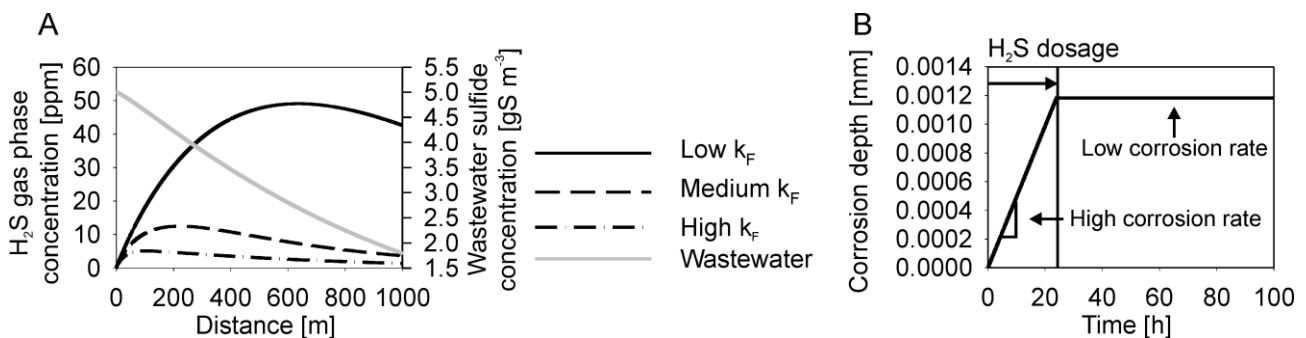 A
H₂S gas phase
concentration [ppm]
60
50
40
30
20
10
0
0 200 400 600 800 1000
Distance [m]
5.5
5.0
4.5
4.0
3.5
3.0
2.5
2.0
1.5
Wastewater sulfide
concentration [gS m⁻³]
Low k_F
Medium k_F
High k_F
Wastewater
B
H₂S dosage
Corrosion depth [mm]
0.0014
0.0012
0.0010
0.0008
0.0006
0.0004
0.0002
0.0000
Low corrosion rate
High corrosion rate
0 20 40 60 80 100
Time [h]